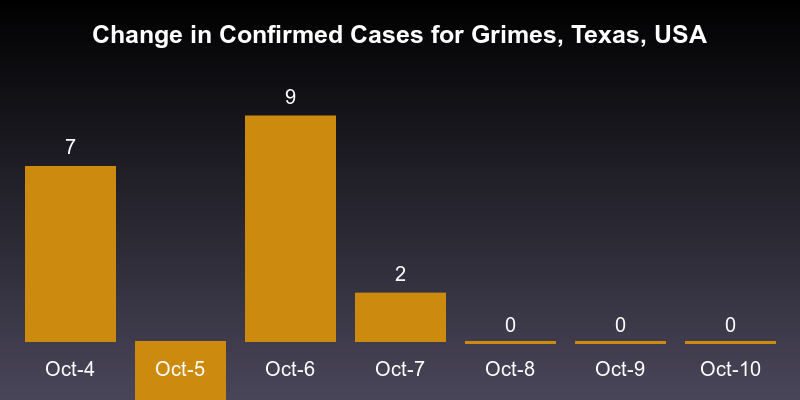 Change in Confirmed Cases for Grimes, Texas, USA
9
7
2
0 0 0
Oct-4 Oct-5 Oct-6 Oct-7 Oct-8 Oct-9 Oct-10